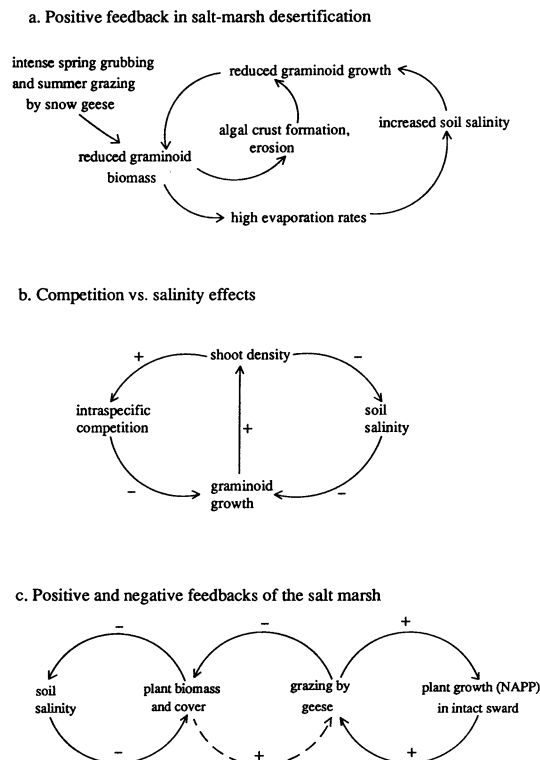 a. Positive feedback in salt-marsh desertification
intense spring grubbing
and summer grazing
by snow geese
reduced graminoid growth
increased soil salinity
algal crust formation,
erosion
reduced graminoid
biomass
high evaporation rates
b. Competition vs. salinity effects
+
shoot density
−
intraspecific
competition
soil
salinity
+
−
graminoid
growth
−
c. Positive and negative feedbacks of the salt marsh
−
−
+
soil
salinity
plant biomass
and cover
grazing by
geese
plant growth (NAPP)
in intact sward
−
+
+